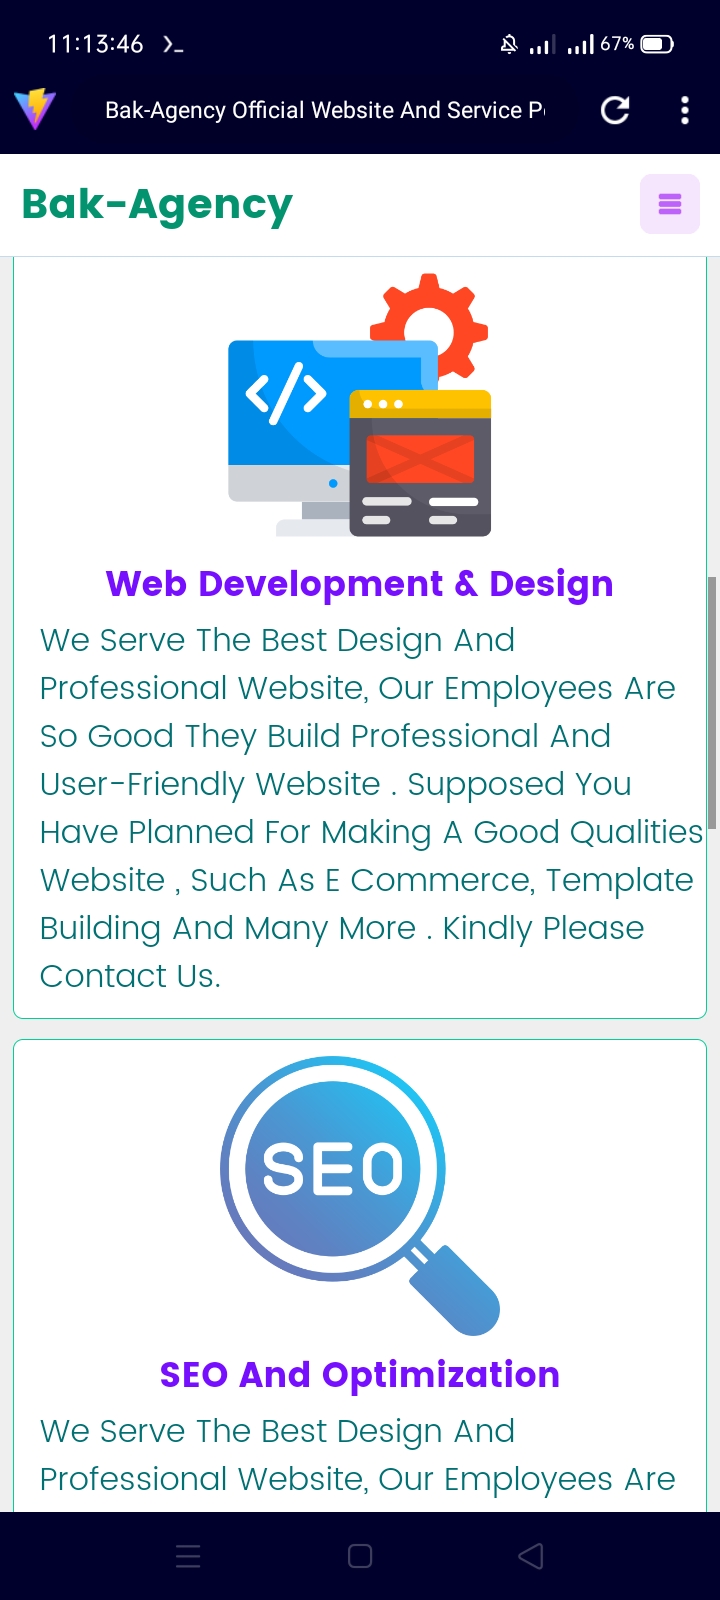 11:13:46 >_ 67%
Bak-Agency Official Website And Service
Bak-Agency
</>
Web Development & Design
We Serve The Best Design And
Professional Website, Our Employees Are
So Good They Build Professional And
User-Friendly Website . Supposed You
Have Planned For Making A Good Qualities
Website , Such As E Commerce, Template
Building And Many More . Kindly Please
Contact Us.
SEO
SEO And Optimization
We Serve The Best Design And
Professional Website, Our Employees Are